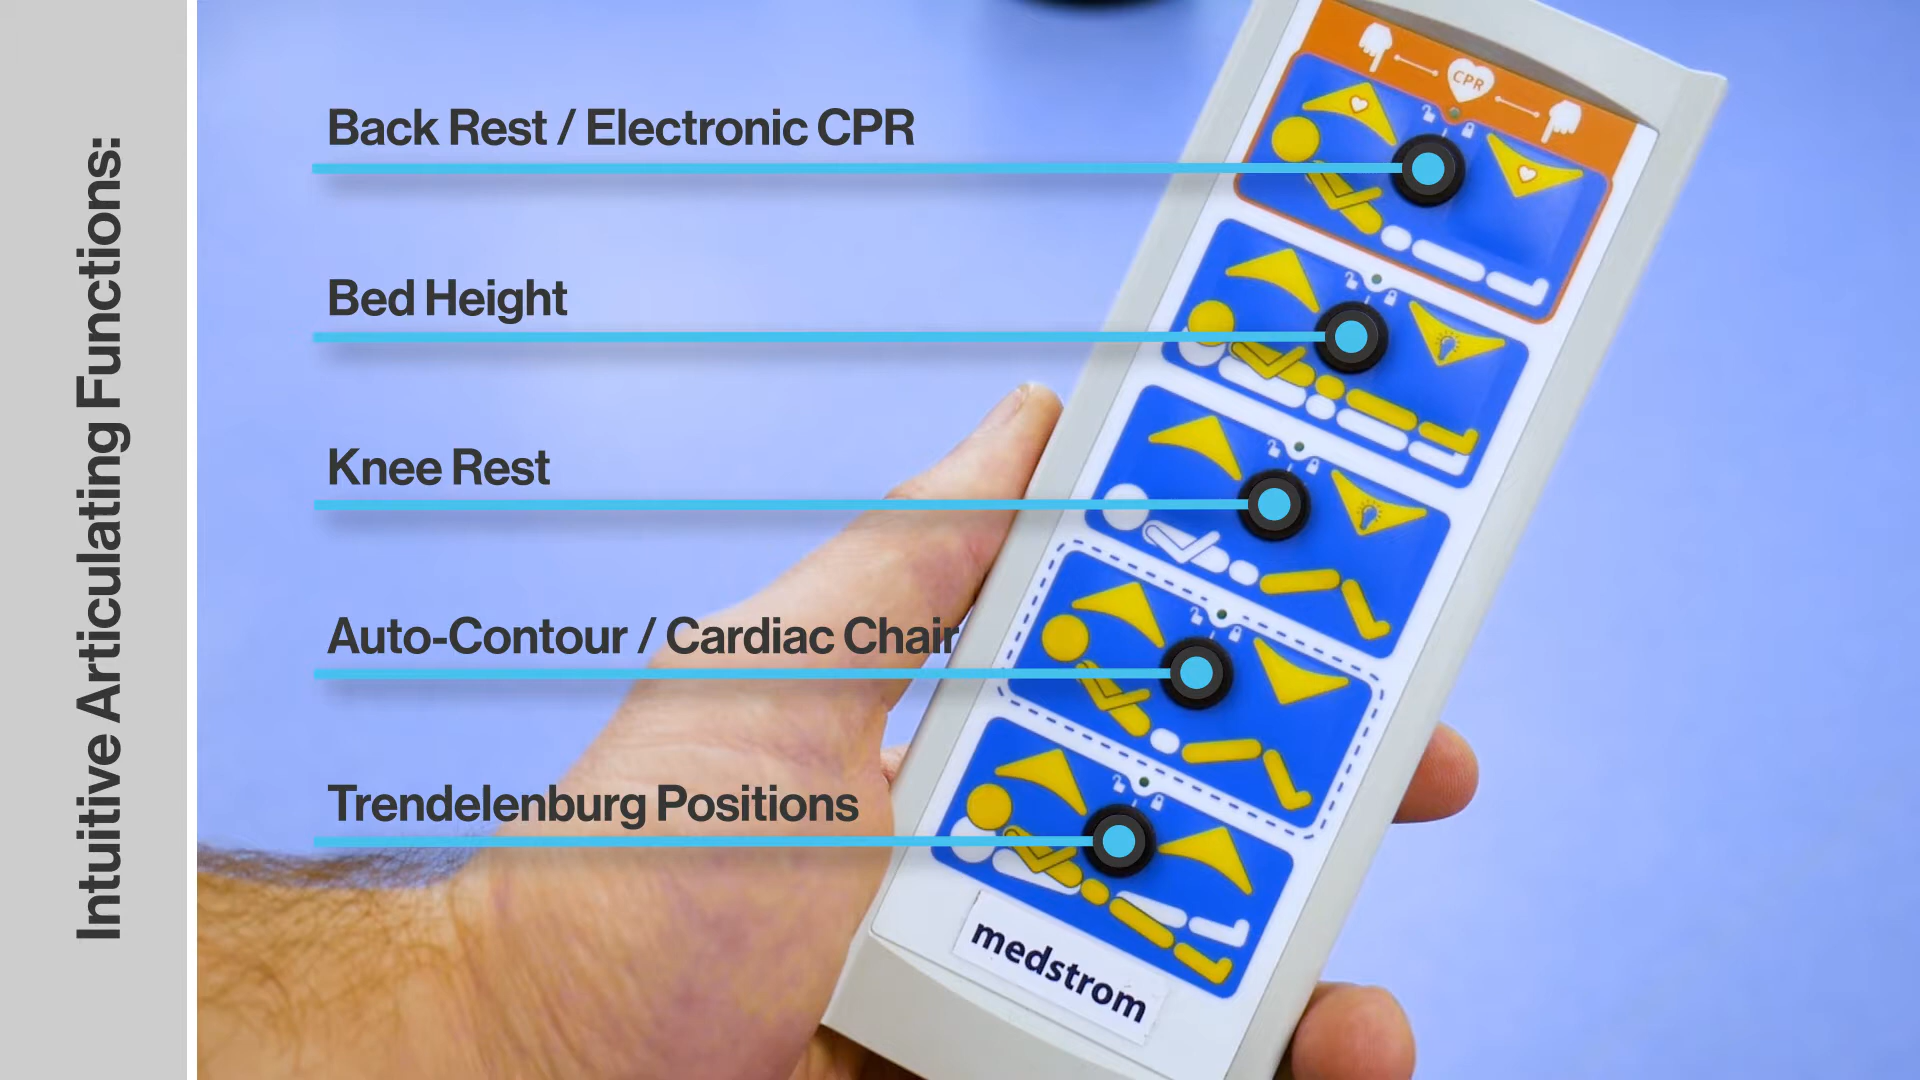 Intuitive Articulating Functions:
Back Rest / Electronic CPR
Bed Height
Knee Rest
Auto-Contour / Cardiac Chair
Trendelenburg Positions
CPR
medstrom